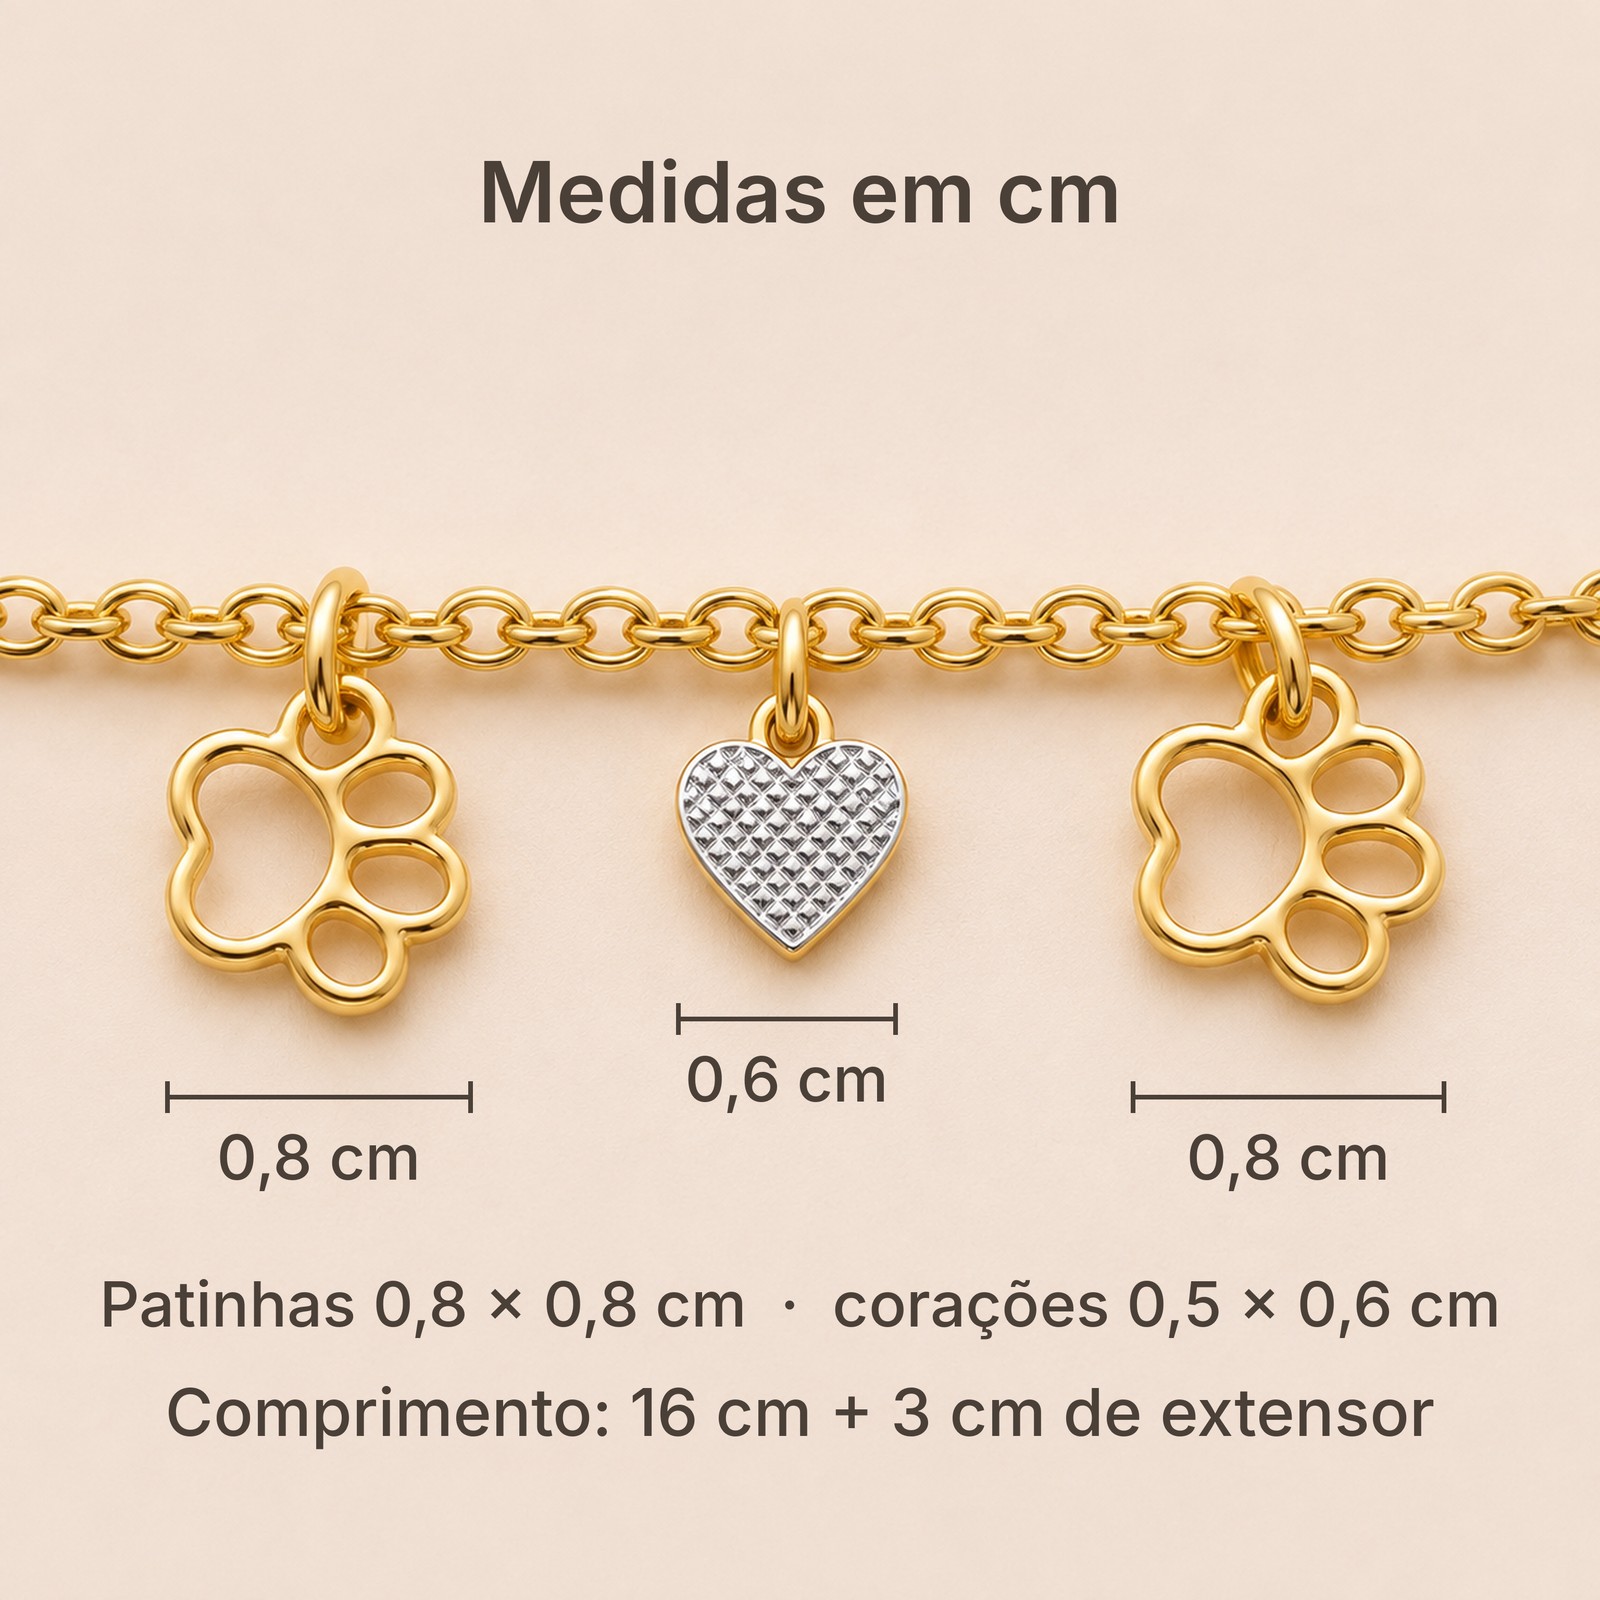 Medidas em cm
0,6 cm
0,8 cm
0,8 cm
Patinhas 0,8 × 0,8 cm · corações 0,5 × 0,6 cm
Comprimento: 16 cm + 3 cm de extensor